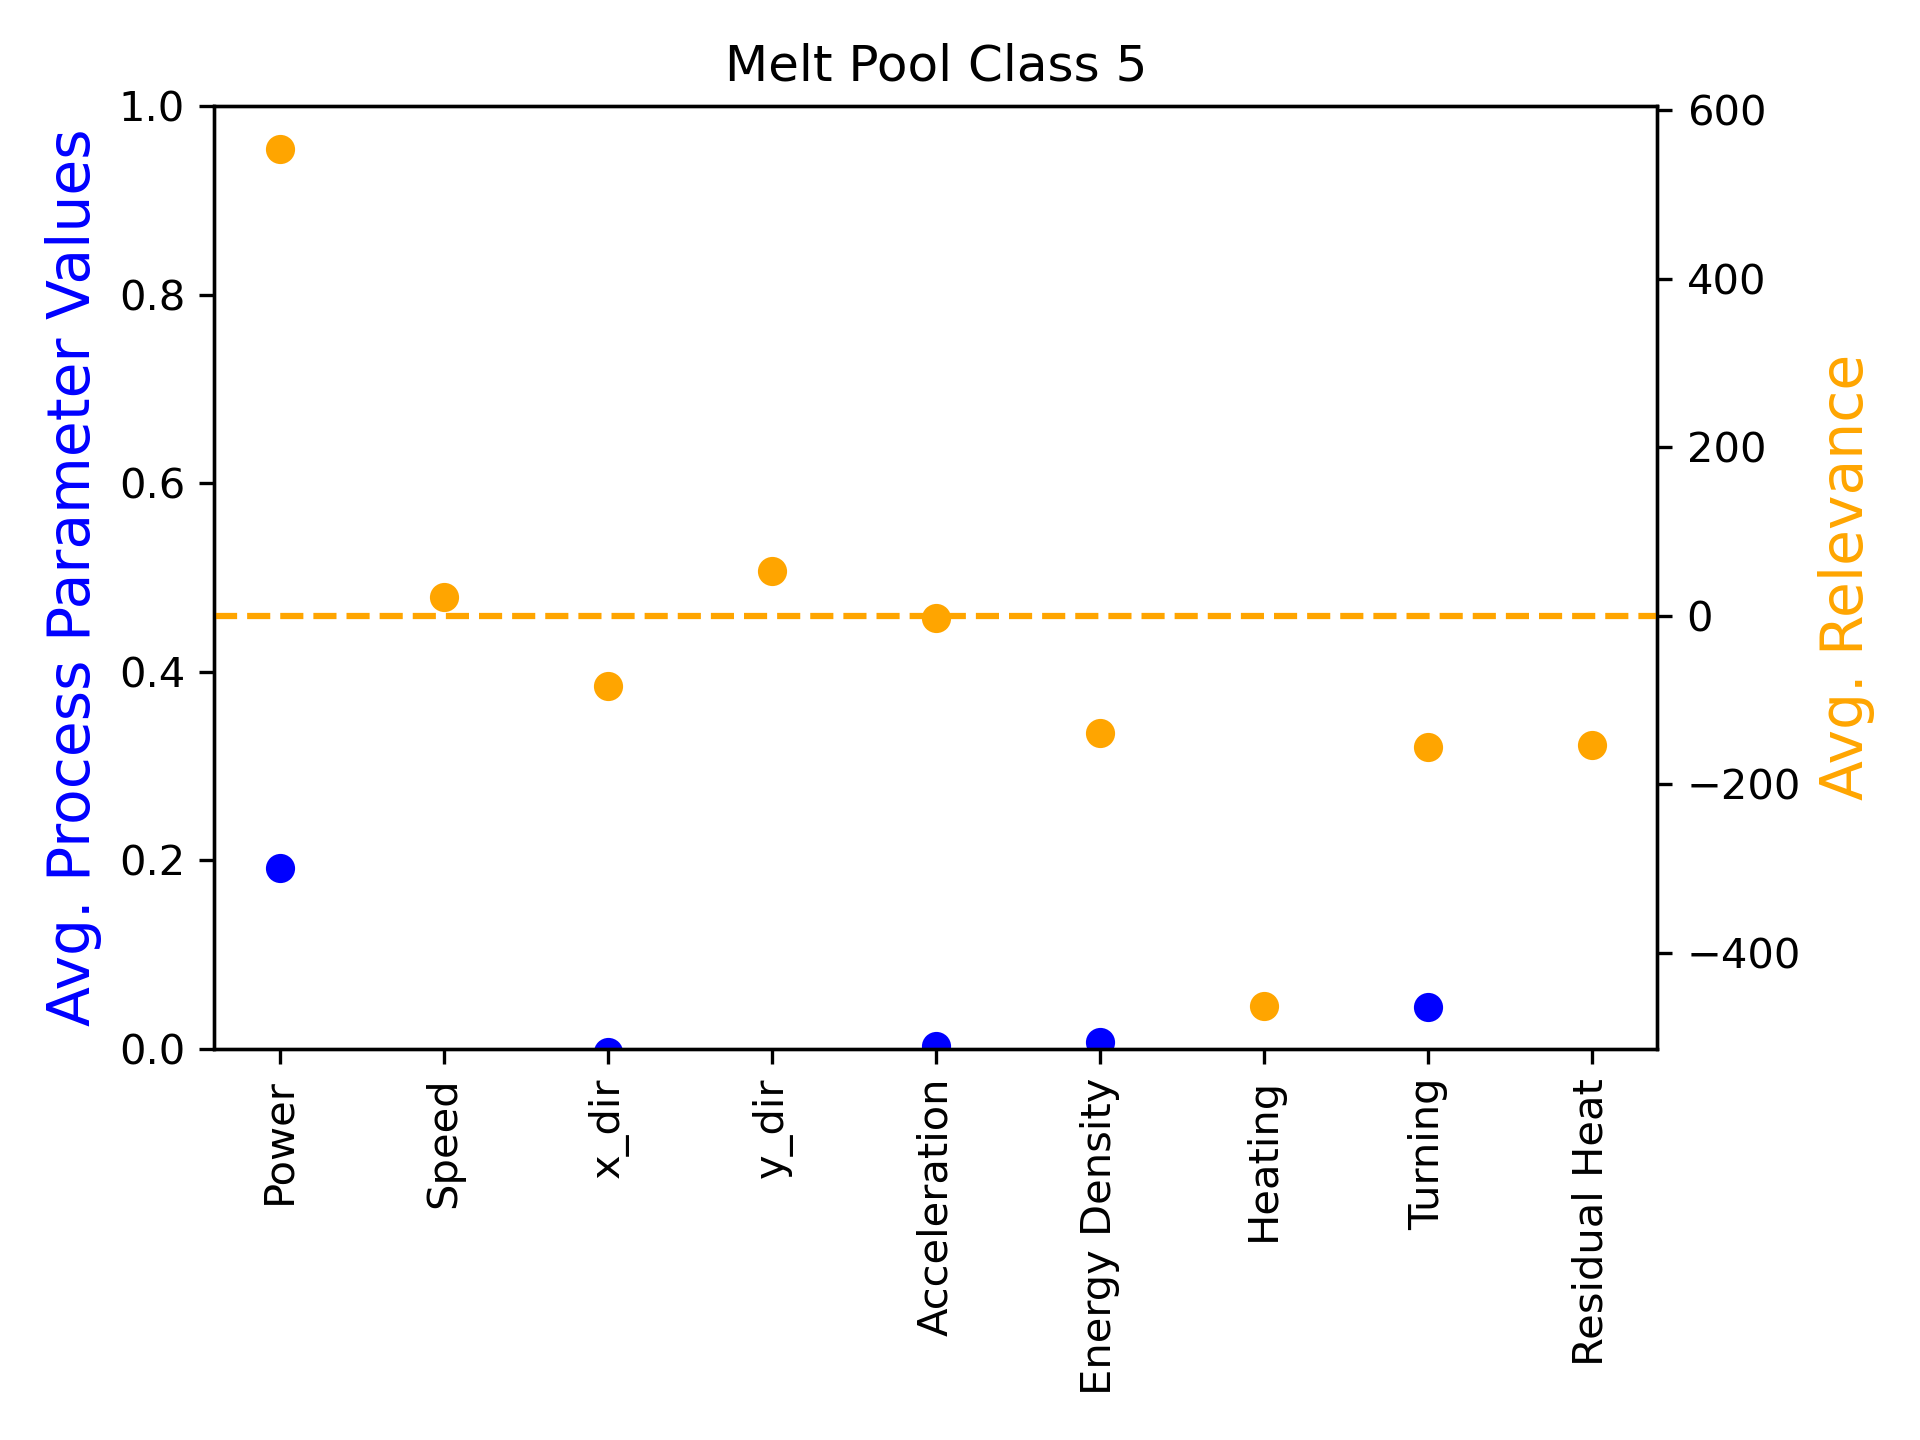 Melt Pool Class 5
Avg. Process Parameter Values
1.0
0.8
0.6
0.4
0.2
0.0
600
400
200
0
−200
−400
Avg. Relevance
Power
Speed
x_dir
y_dir
Acceleration
Energy Density
Heating
Turning
Residual Heat